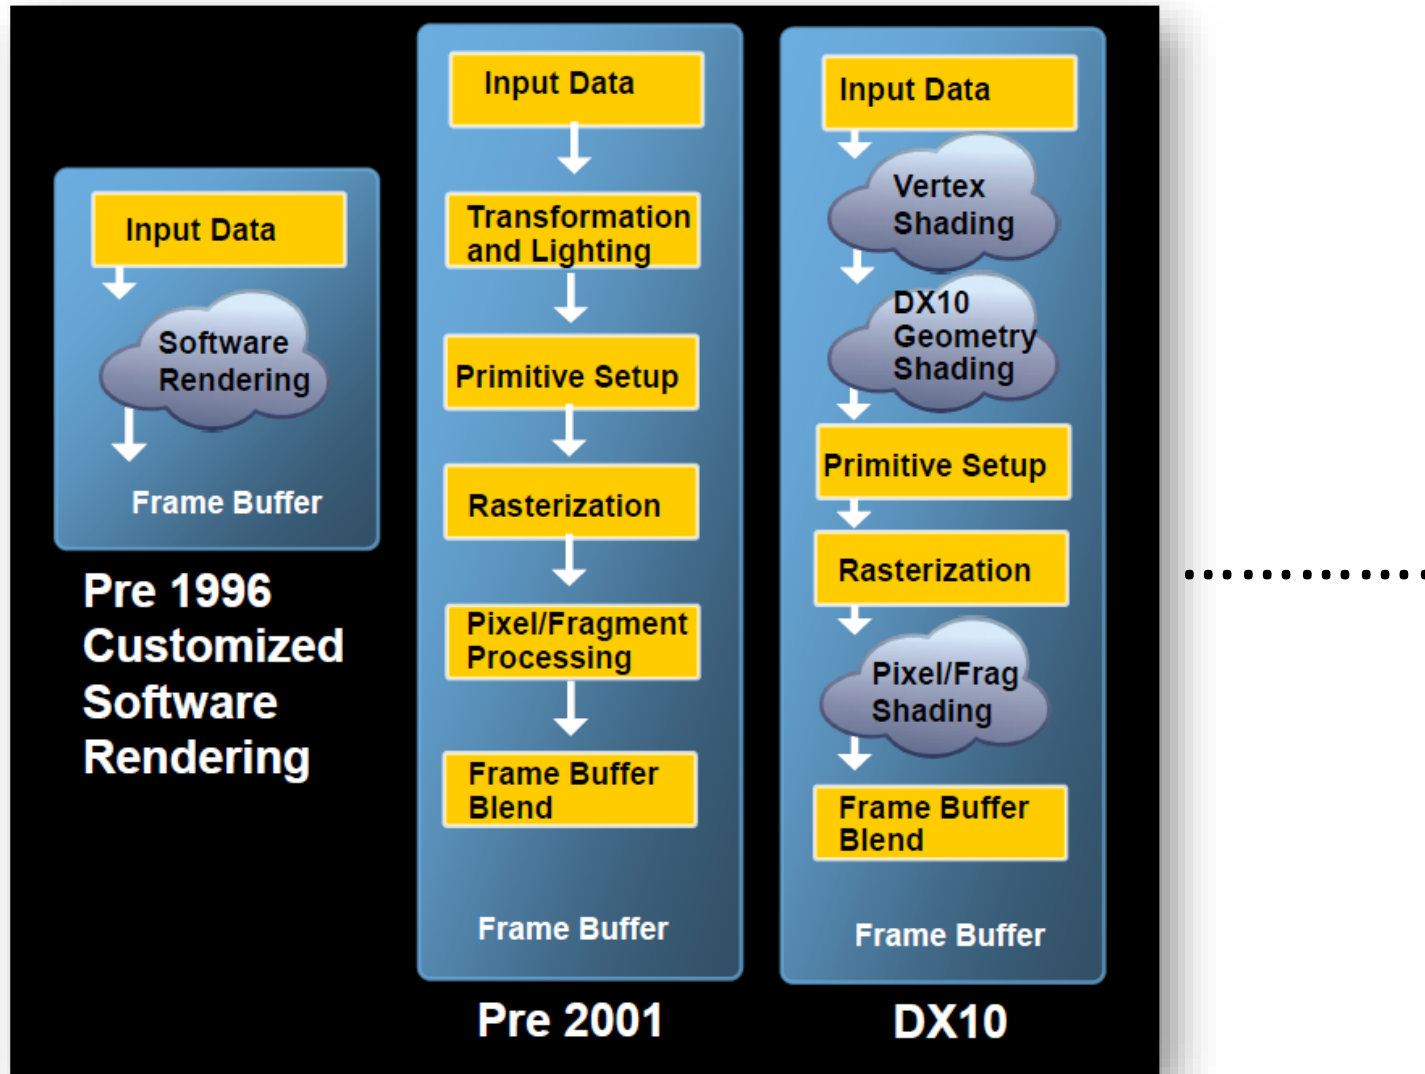 Input Data
Software
Rendering
Frame Buffer
Pre 1996
Customized
Software
Rendering
Input Data
Transformation
and Lighting
Primitive Setup
Rasterization
Pixel/Fragment
Processing
Frame Buffer
Blend
Frame Buffer
Pre 2001
Input Data
Vertex
Shading
DX10
Geometry
Shading
Primitive Setup
Rasterization
Pixel/Frag
Shading
Frame Buffer
Blend
Frame Buffer
DX10